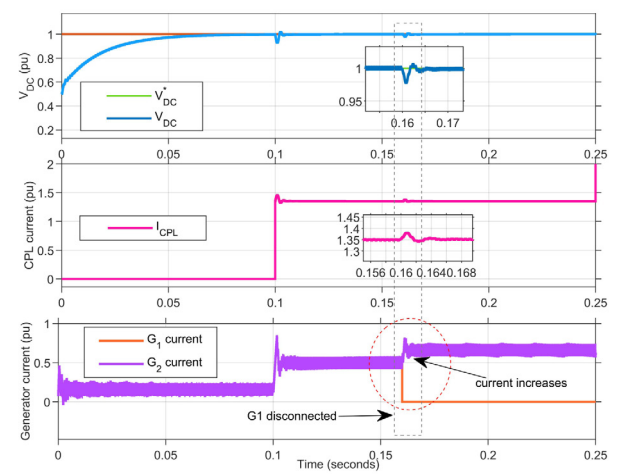 V_DC (pu)
1
0.8
0.6
0.4
0.2
V*_DC
V_DC
1
0.95
0.16 0.17
0 0.05 0.1 0.15 0.2 0.25
CPL current (pu)
2
1.5
1
0.5
0
I_CPL
1.45
1.4
1.35
1.3
0.156 0.16 0.164 0.168
0 0.05 0.1 0.15 0.2 0.25
Generator current (pu)
1
0.5
0
G1 current
G2 current
current increases
G1 disconnected
0 0.05 0.1 0.15 0.2 0.25
Time (seconds)